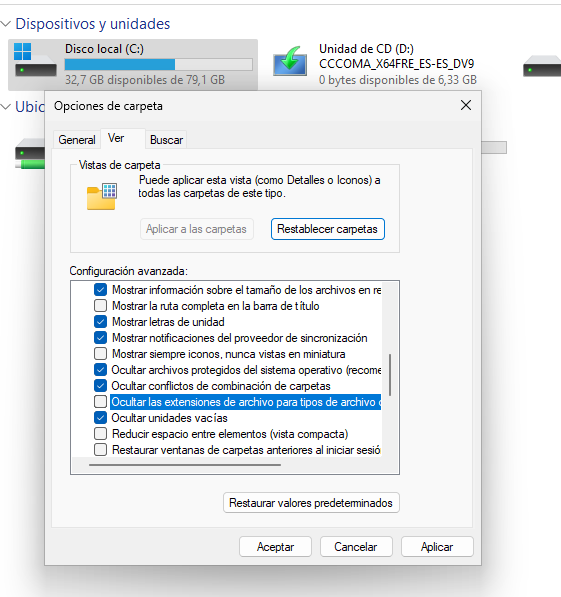 Dispositivos y unidades
Disco local (C:)
32,7 GB disponibles de 79,1 GB
Unidad de CD (D:)
CCCOMA_X64FRE_ES-ES_DV9
0 bytes disponibles de 6,33 GB
Ubic
Opciones de carpeta
General
Ver
Buscar
Vistas de carpeta
Puede aplicar esta vista (como Detalles o Iconos) a
todas las carpetas de este tipo.
Aplicar a las carpetas
Restablecer carpetas
Configuración avanzada:
Mostrar información sobre el tamaño de los archivos en re
Mostrar la ruta completa en la barra de título
Mostrar letras de unidad
Mostrar notificaciones del proveedor de sincronización
Mostrar siempre iconos, nunca vistas en miniatura
Ocultar archivos protegidos del sistema operativo (recome
Ocultar conflictos de combinación de carpetas
Ocultar las extensiones de archivo para tipos de archivo c
Ocultar unidades vacías
Reducir espacio entre elementos (vista compacta)
Restaurar ventanas de carpetas anteriores al iniciar sesió
Restaurar valores predeterminados
Aceptar
Cancelar
Aplicar